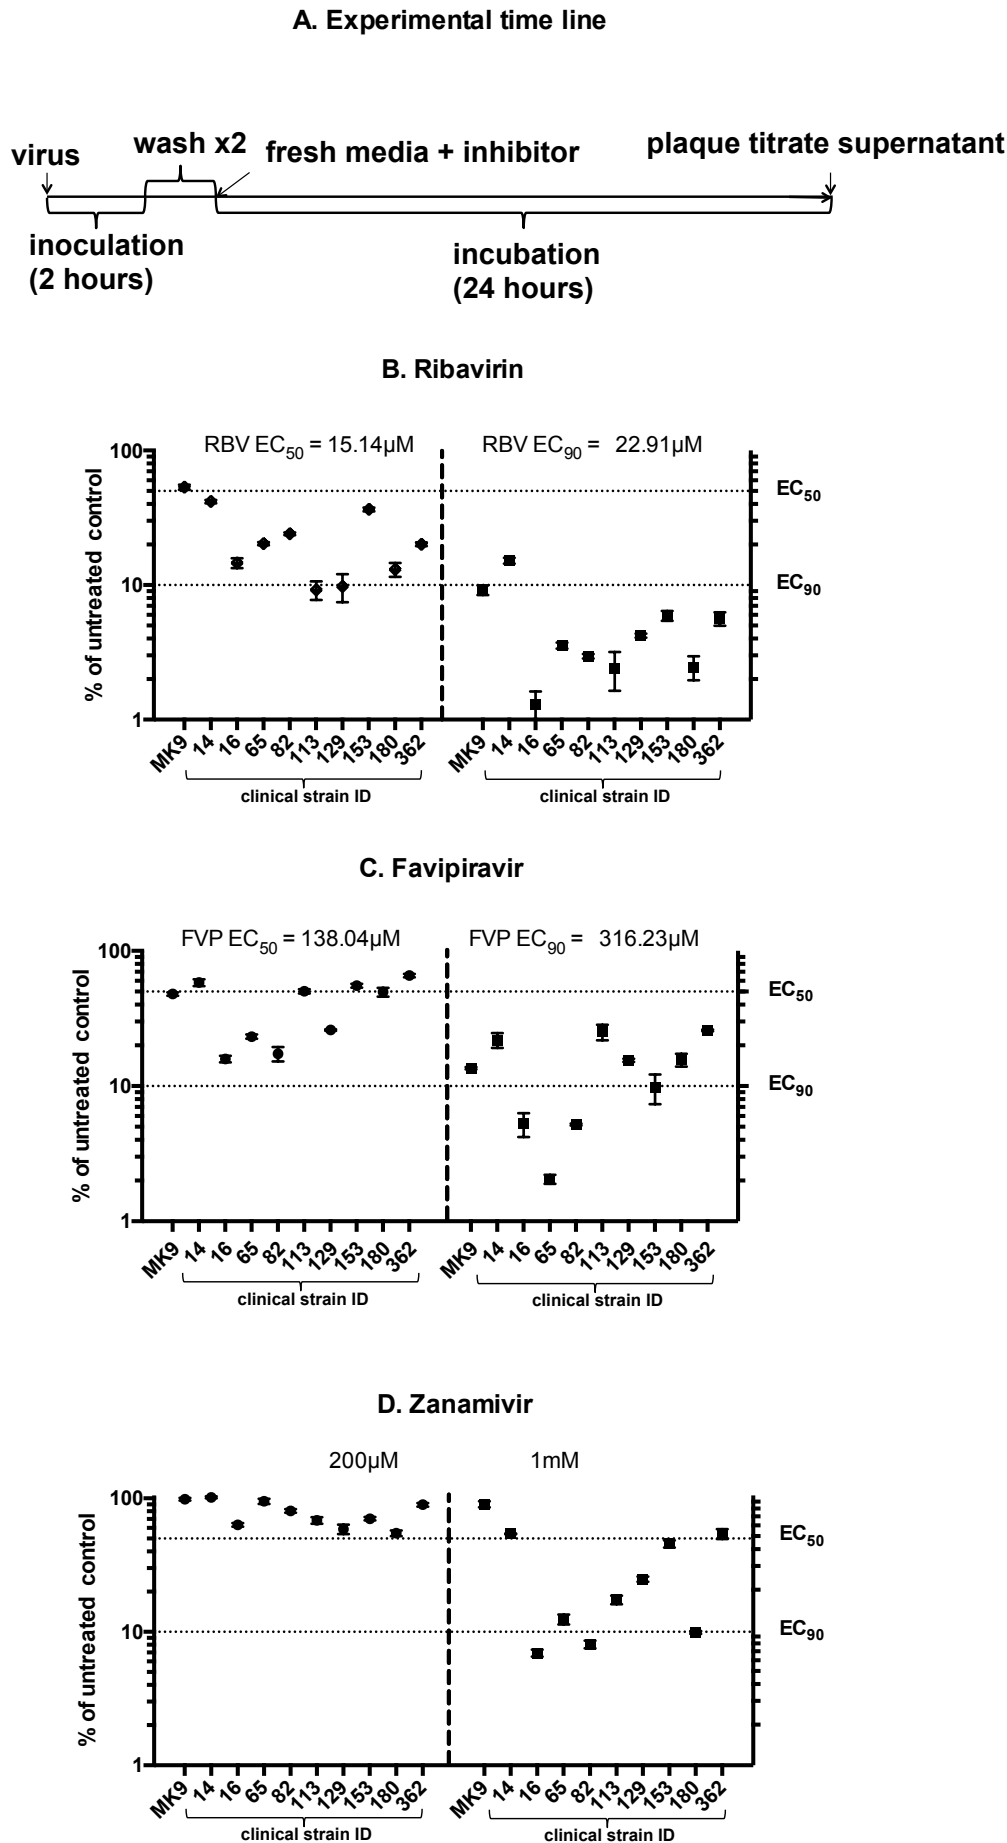 A. Experimental time line
virus
wash x2
fresh media + inhibitor
plaque titrate supernatant
inoculation
(2 hours)
incubation
(24 hours)
B. Ribavirin
RBV EC50 = 15.14µM
RBV EC90 = 22.91µM
% of untreated control
100
10
1
EC50
EC90
MK9 14 16 65 82 113 129 153 180 362
MK9 14 16 65 82 113 129 153 180 362
clinical strain ID
clinical strain ID
C. Favipiravir
FVP EC50 = 138.04µM
FVP EC90 = 316.23µM
% of untreated control
100
10
1
EC50
EC90
MK9 14 16 65 82 113 129 153 180 362
MK9 14 16 65 82 113 129 153 180 362
clinical strain ID
clinical strain ID
D. Zanamivir
200µM
1mM
% of untreated control
100
10
1
EC50
EC90
MK9 14 16 65 82 113 129 153 180 362
MK9 14 16 65 82 113 129 153 180 362
clinical strain ID
clinical strain ID